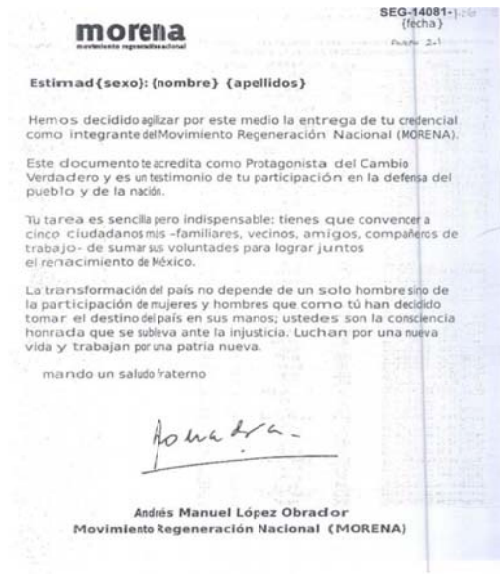 SEG-14081-
{fecha}
morena
movimiento regeneración nacional
Estimad{sexo}: {nombre} {apellidos}
Hemos decidido agilizar por este medio la entrega de tu credencial
como integrante delMovimiento Regeneración Nacional (MORENA).
Este documento te acredita como Protagonista del Cambio
Verdadero y es un testimonio de tu participación en la defensa del
pueblo y de la nación.
Tu tarea es sencilla pero indispensable: tienes que convencer a
cinco ciudadanos mis -familiares, vecinos, amigos, compañeros de
trabajo- de sumar sus voluntades para lograr juntos
el renacimiento de México.
La transformación del país no depende de un solo hombre sino de
la participación de mujeres y hombres que como tú han decidido
tomar el destino del país en sus manos; ustedes son la consciencia
honrada que se subleva ante la injusticia. Luchan por una nueva
vida y trabajan por una patria nueva.
mando un saludo fraterno
Andrés Manuel López Obrador
Movimiento Regeneración Nacional (MORENA)